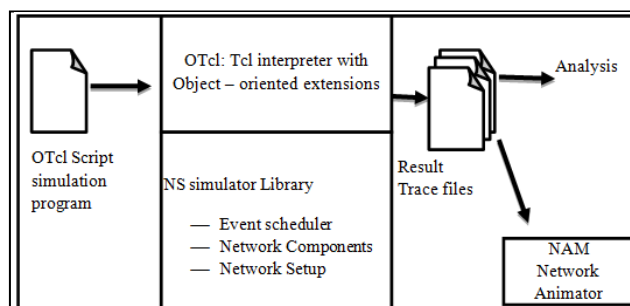 OTcl Script
simulation
program
OTcl: Tcl interpreter with
Object – oriented extensions
NS simulator Library
— Event scheduler
— Network Components
— Network Setup
Result
Trace files
Analysis
NAM
Network
Animator